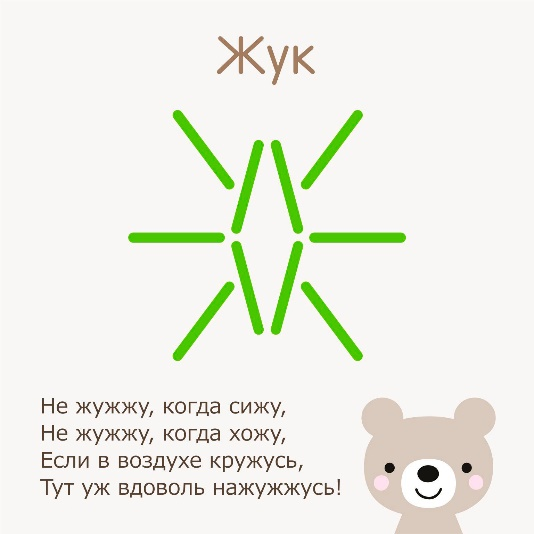 Жук
Не жужжу, когда сижу,
Не жужжу, когда хожу,
Если в воздухе кружусь,
Тут уж вдоволь нажужжусь!